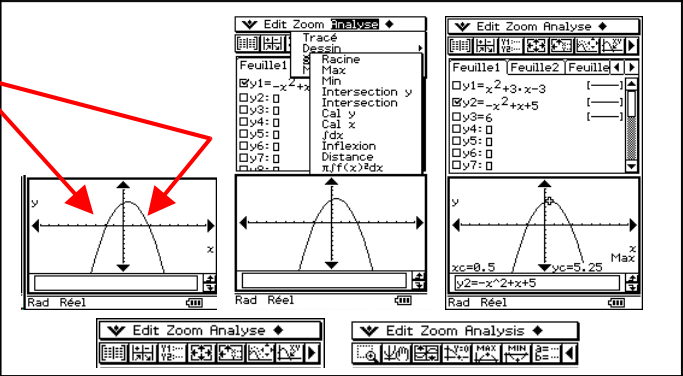 Edit Zoom Analyse
Tracé
Dessin
Feuille1
Racine
Max
Min
Intersection y
Intersection
Cal y
Cal x
∫dx
Inflexion
Distance
π∫f(x)²dx
y1=-x²+x
y2:
y3:
y4:
y5:
y6:
y7:
Edit Zoom Analyse
Feuille1 Feuille2 Feuille
y1=x²+3·x-3
y2=-x²+x+5
y3=6
y4:
y5:
y6:
y7:
y
x
Rad Réel
Rad Réel
y
x
Max
xc=0.5 yc=5.25
y2=-x^2+x+5
Rad Réel
Edit Zoom Analyse
Edit Zoom Analysis
Y=0 MAX MIN